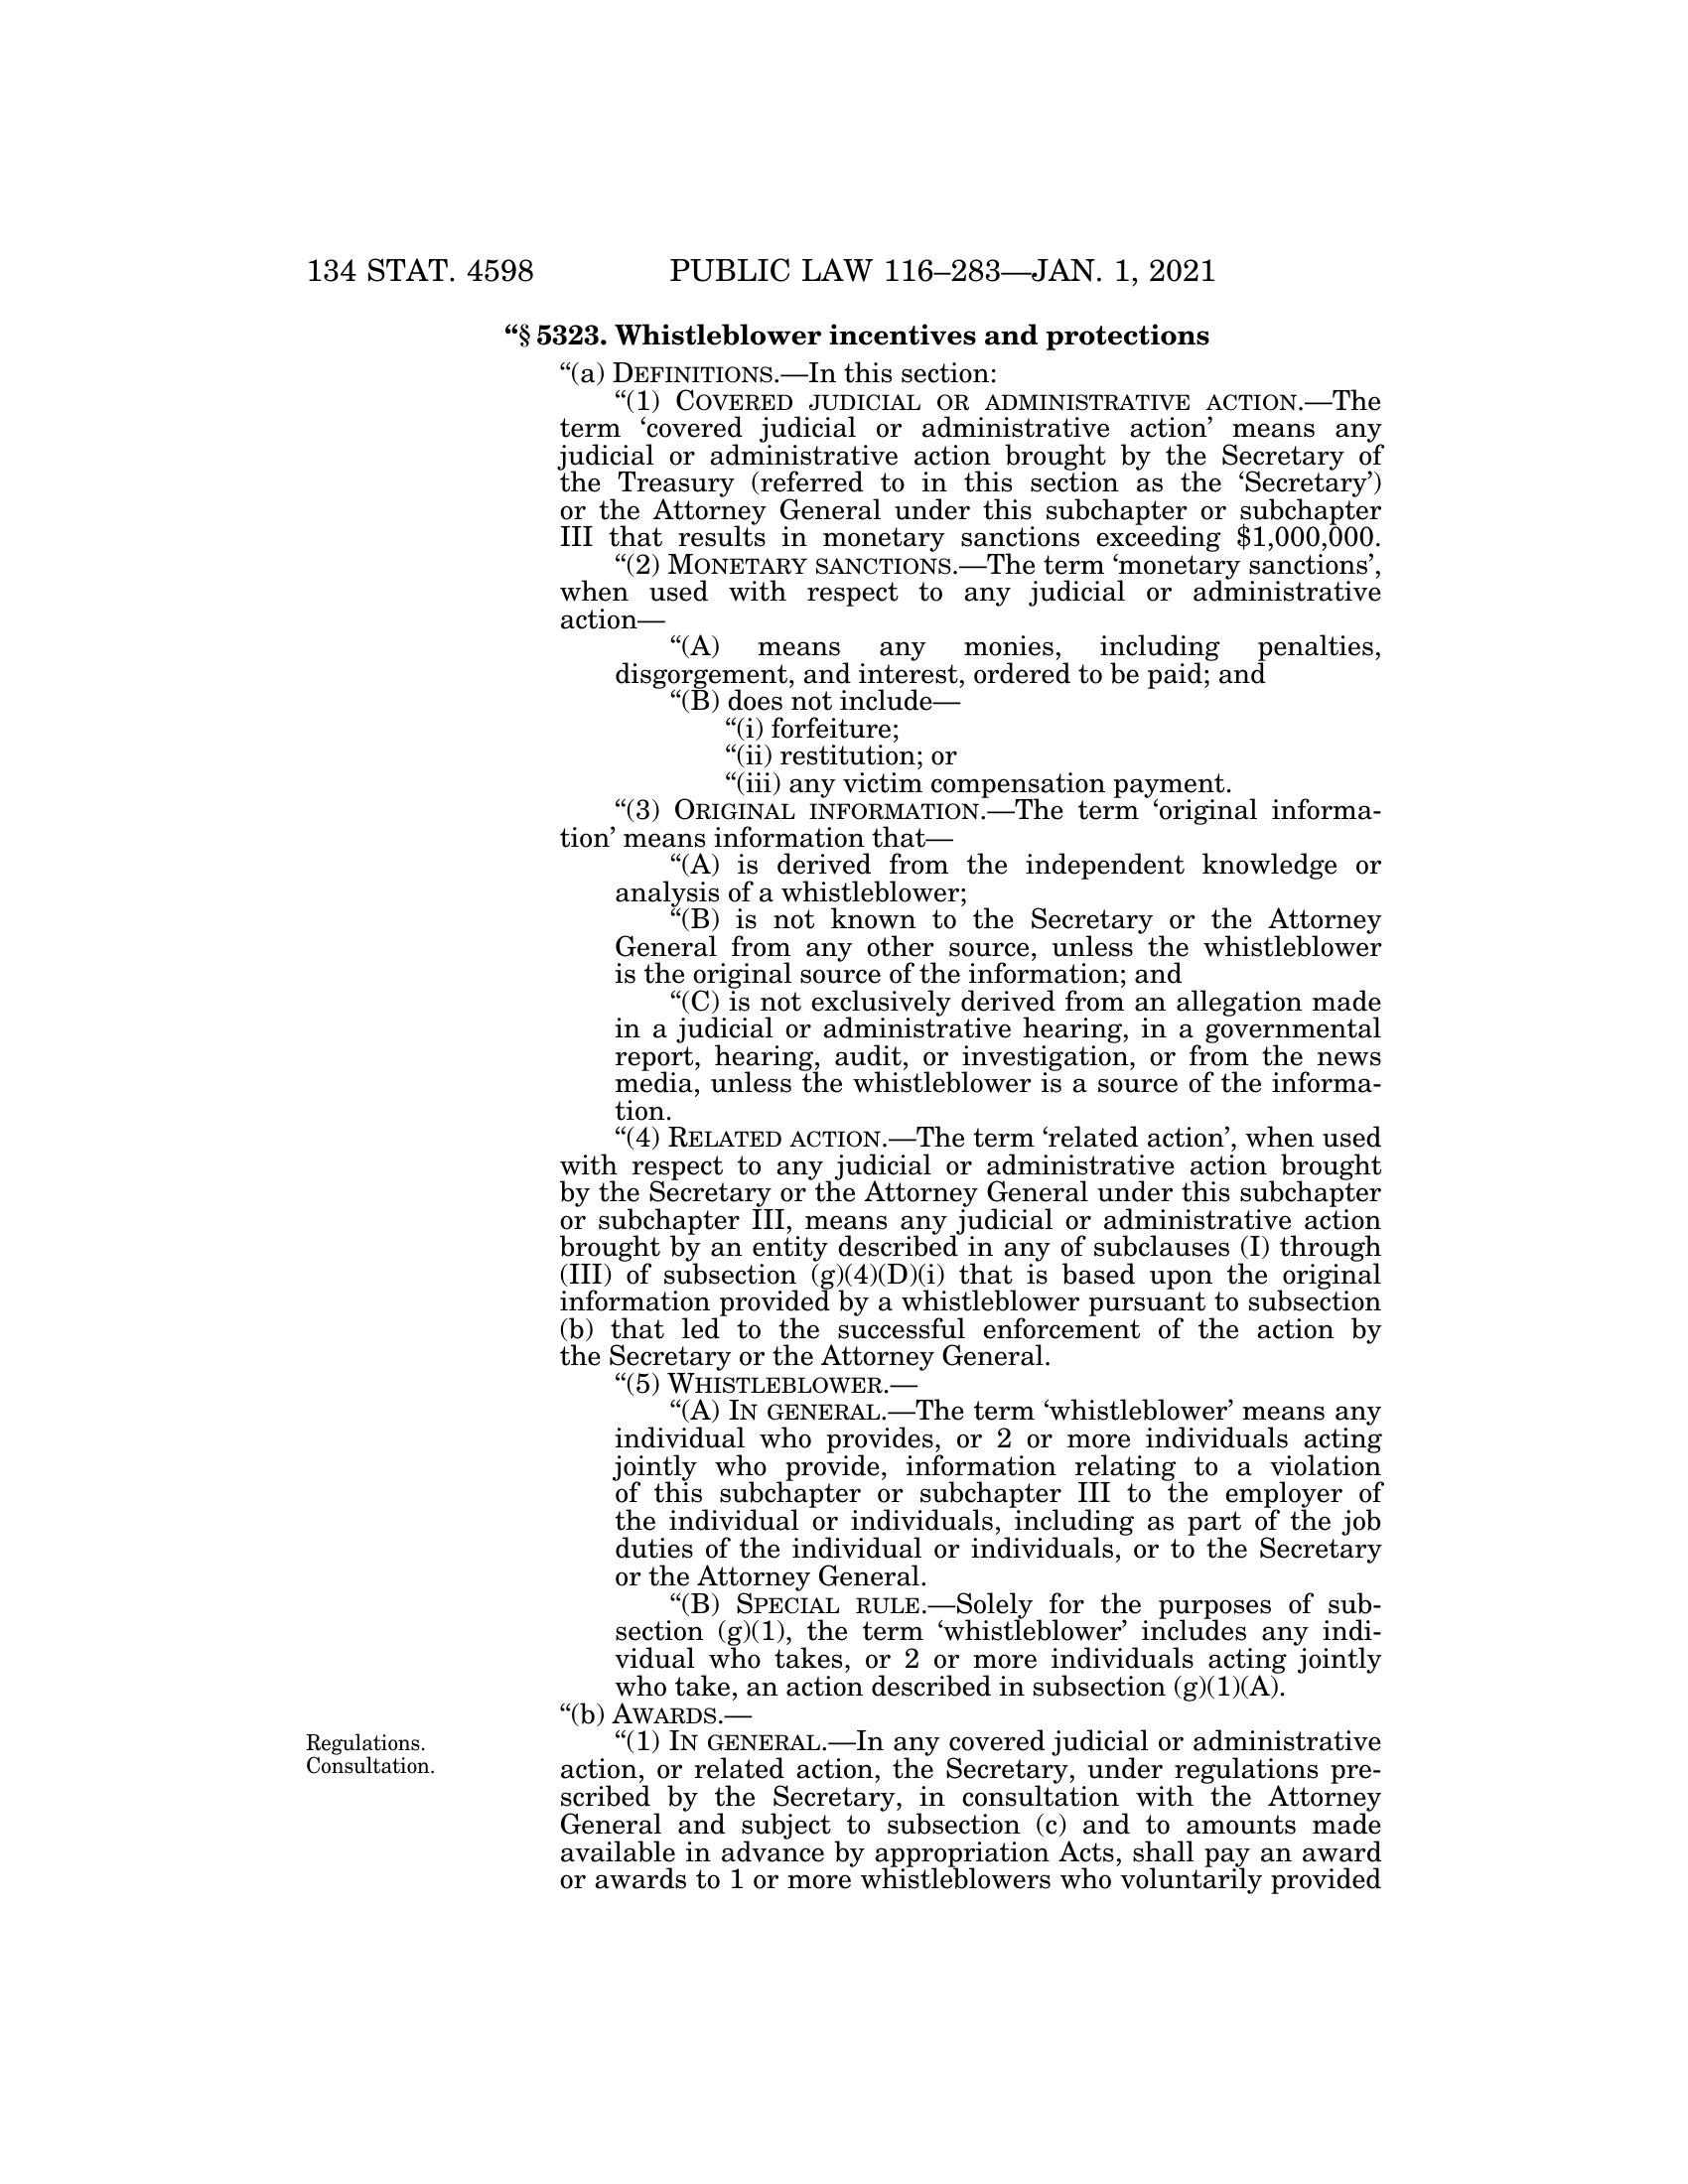 134 STAT. 4598 PUBLIC LAW 116–283—JAN. 1, 2021
“§ 5323. Whistleblower incentives and protections
“(a) DEFINITIONS.—In this section:
“(1) COVERED JUDICIAL OR ADMINISTRATIVE ACTION.—The
term ‘covered judicial or administrative action’ means any
judicial or administrative action brought by the Secretary of
the Treasury (referred to in this section as the ‘Secretary’)
or the Attorney General under this subchapter or subchapter
III that results in monetary sanctions exceeding $1,000,000.
“(2) MONETARY SANCTIONS.—The term ‘monetary sanctions’,
when used with respect to any judicial or administrative
action—
“(A) means any monies, including penalties,
disgorgement, and interest, ordered to be paid; and
“(B) does not include—
“(i) forfeiture;
“(ii) restitution; or
“(iii) any victim compensation payment.
“(3) ORIGINAL INFORMATION.—The term ‘original informa-
tion’ means information that—
“(A) is derived from the independent knowledge or
analysis of a whistleblower;
“(B) is not known to the Secretary or the Attorney
General from any other source, unless the whistleblower
is the original source of the information; and
“(C) is not exclusively derived from an allegation made
in a judicial or administrative hearing, in a governmental
report, hearing, audit, or investigation, or from the news
media, unless the whistleblower is a source of the informa-
tion.
“(4) RELATED ACTION.—The term ‘related action’, when used
with respect to any judicial or administrative action brought
by the Secretary or the Attorney General under this subchapter
or subchapter III, means any judicial or administrative action
brought by an entity described in any of subclauses (I) through
(III) of subsection (g)(4)(D)(i) that is based upon the original
information provided by a whistleblower pursuant to subsection
(b) that led to the successful enforcement of the action by
the Secretary or the Attorney General.
“(5) WHISTLEBLOWER.—
“(A) IN GENERAL.—The term ‘whistleblower’ means any
individual who provides, or 2 or more individuals acting
jointly who provide, information relating to a violation
of this subchapter or subchapter III to the employer of
the individual or individuals, including as part of the job
duties of the individual or individuals, or to the Secretary
or the Attorney General.
“(B) SPECIAL RULE.—Solely for the purposes of sub-
section (g)(1), the term ‘whistleblower’ includes any indi-
vidual who takes, or 2 or more individuals acting jointly
who take, an action described in subsection (g)(1)(A).
“(b) AWARDS.—
Regulations.
Consultation.
“(1) IN GENERAL.—In any covered judicial or administrative
action, or related action, the Secretary, under regulations pre-
scribed by the Secretary, in consultation with the Attorney
General and subject to subsection (c) and to amounts made
available in advance by appropriation Acts, shall pay an award
or awards to 1 or more whistleblowers who voluntarily provided